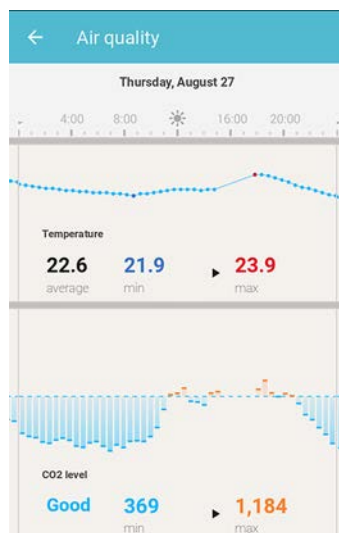 Air quality
Thursday, August 27
4:00 8:00 16:00 20:00
Temperature
22.6 21.9 23.9
average min max
CO2 level
Good 369 1,184
min max